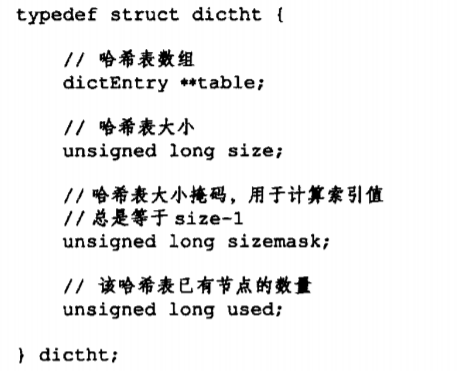 typedef struct dictht {
// 哈希表数组
dictEntry **table;
// 哈希表大小
unsigned long size;
// 哈希表大小掩码，用于计算索引值
// 总是等于 size-1
unsigned long sizemask;
// 该哈希表已有节点的数量
unsigned long used;
} dictht;